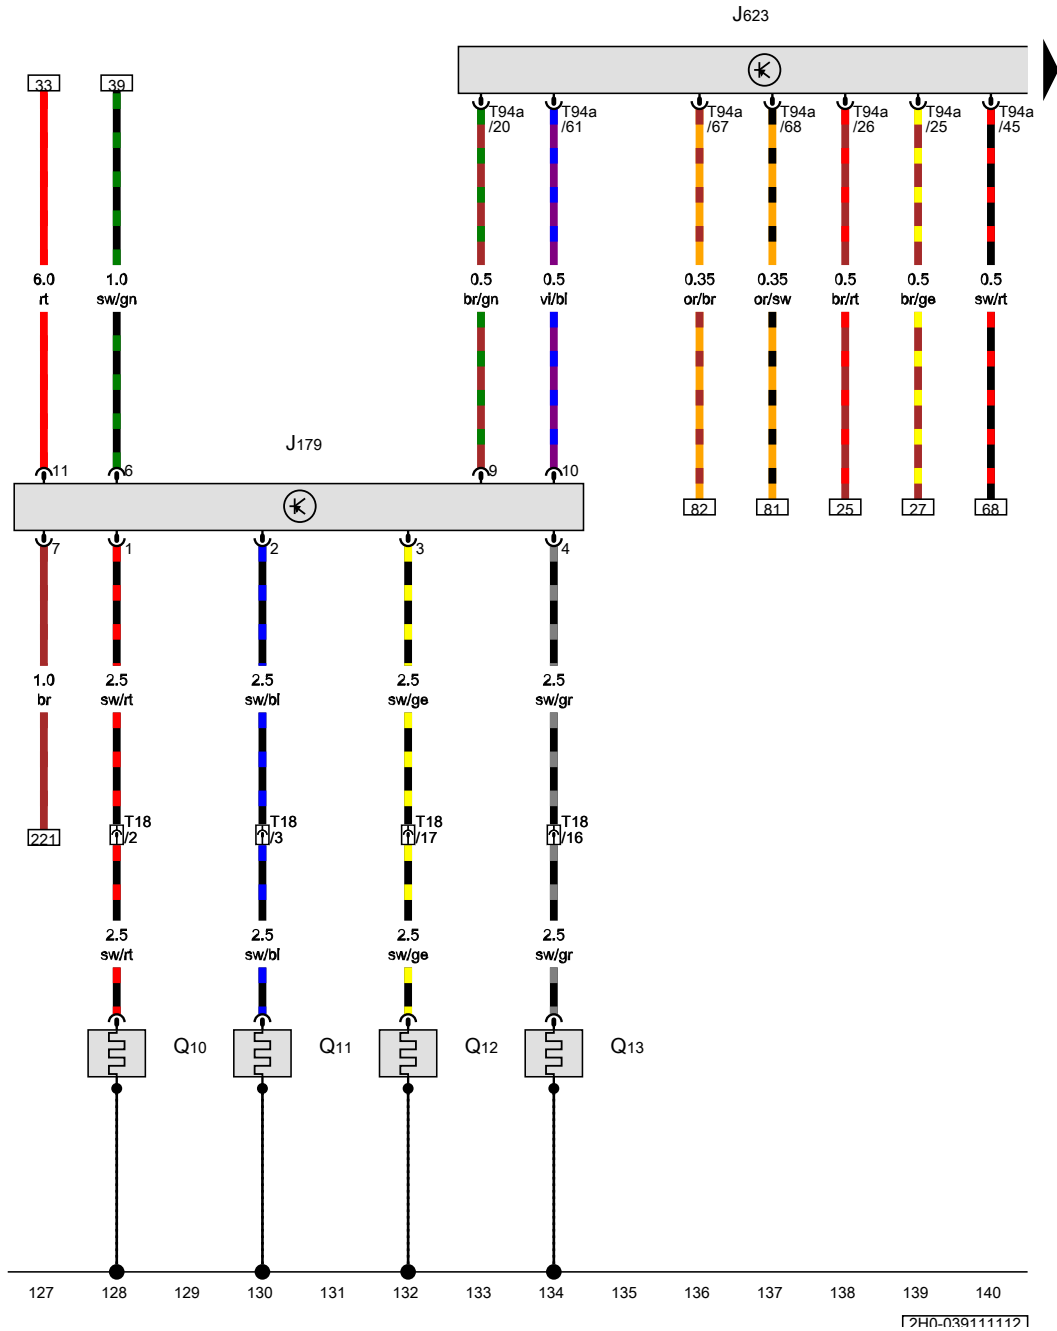 J623
33 39
T94a T94a T94a T94a T94a T94a T94a
/20 /61 /67 /68 /26 /25 /45
6.0 1.0 0.5 0.5 0.35 0.35 0.5 0.5 0.5
rt sw/gn br/gn vi/bl or/br or/sw br/rt br/ge sw/rt
J179
11 6 9 10
82 81 25 27 68
7 1 2 3 4
1.0 2.5 2.5 2.5 2.5
br sw/rt sw/bl sw/ge sw/gr
T18 T18 T18 T18
221 /2 /3 /17 /16
2.5 2.5 2.5 2.5
sw/rt sw/bl sw/ge sw/gr
Q10 Q11 Q12 Q13
127 128 129 130 131 132 133 134 135 136 137 138 139 140
2H0-039111112